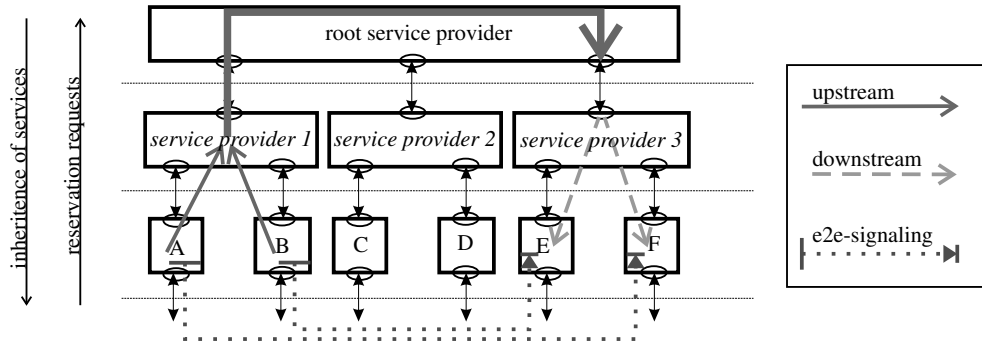 inheritence of services
reservation requests
root service provider
service provider 1
service provider 2
service provider 3
A
B
C
D
E
F
upstream
downstream
e2e-signaling